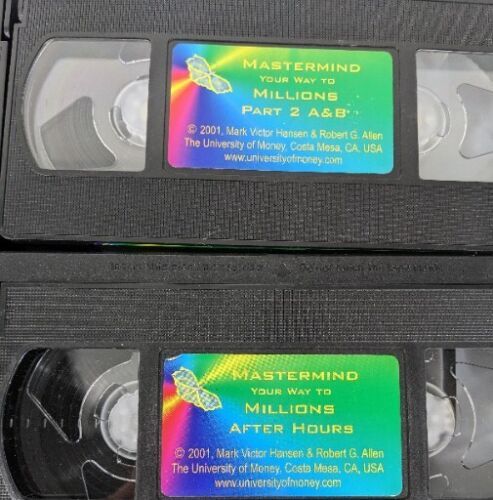 MASTERMIND
YOUR WAY TO
MILLIONS
PART 2 A&B
© 2001, Mark Victor Hansen & Robert G. Allen
The University of Money, Costa Mesa, CA, USA
www.universityofmoney.com
MASTERMIND
YOUR WAY TO
MILLIONS
AFTER HOURS
© 2001, Mark Victor Hansen & Robert G. Allen
The University of Money, Costa Mesa, CA, USA
www.universityofmoney.com